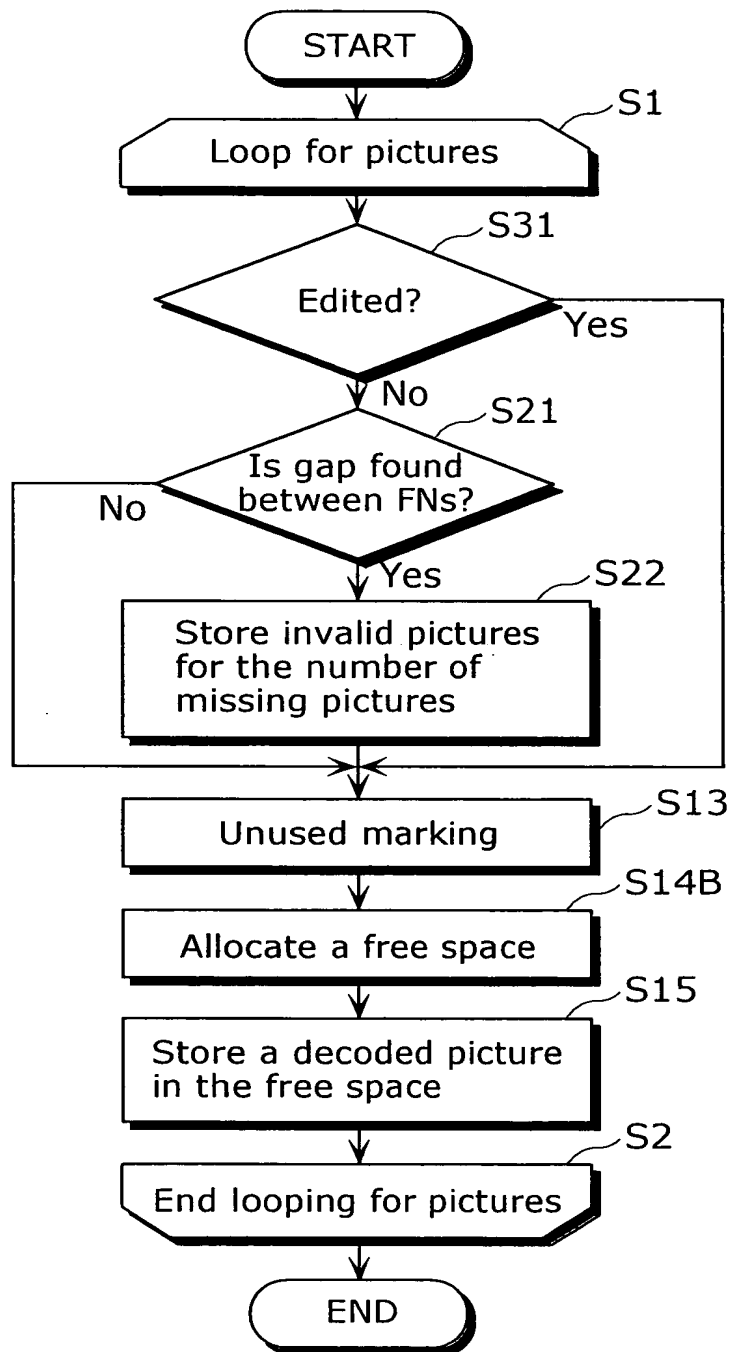 START
S1
Loop for pictures
S31
Edited?
Yes
No
S21
Is gap found
between FNs?
No
Yes
S22
Store invalid pictures
for the number of
missing pictures
S13
Unused marking
S14B
Allocate a free space
S15
Store a decoded picture
in the free space
S2
End looping for pictures
END